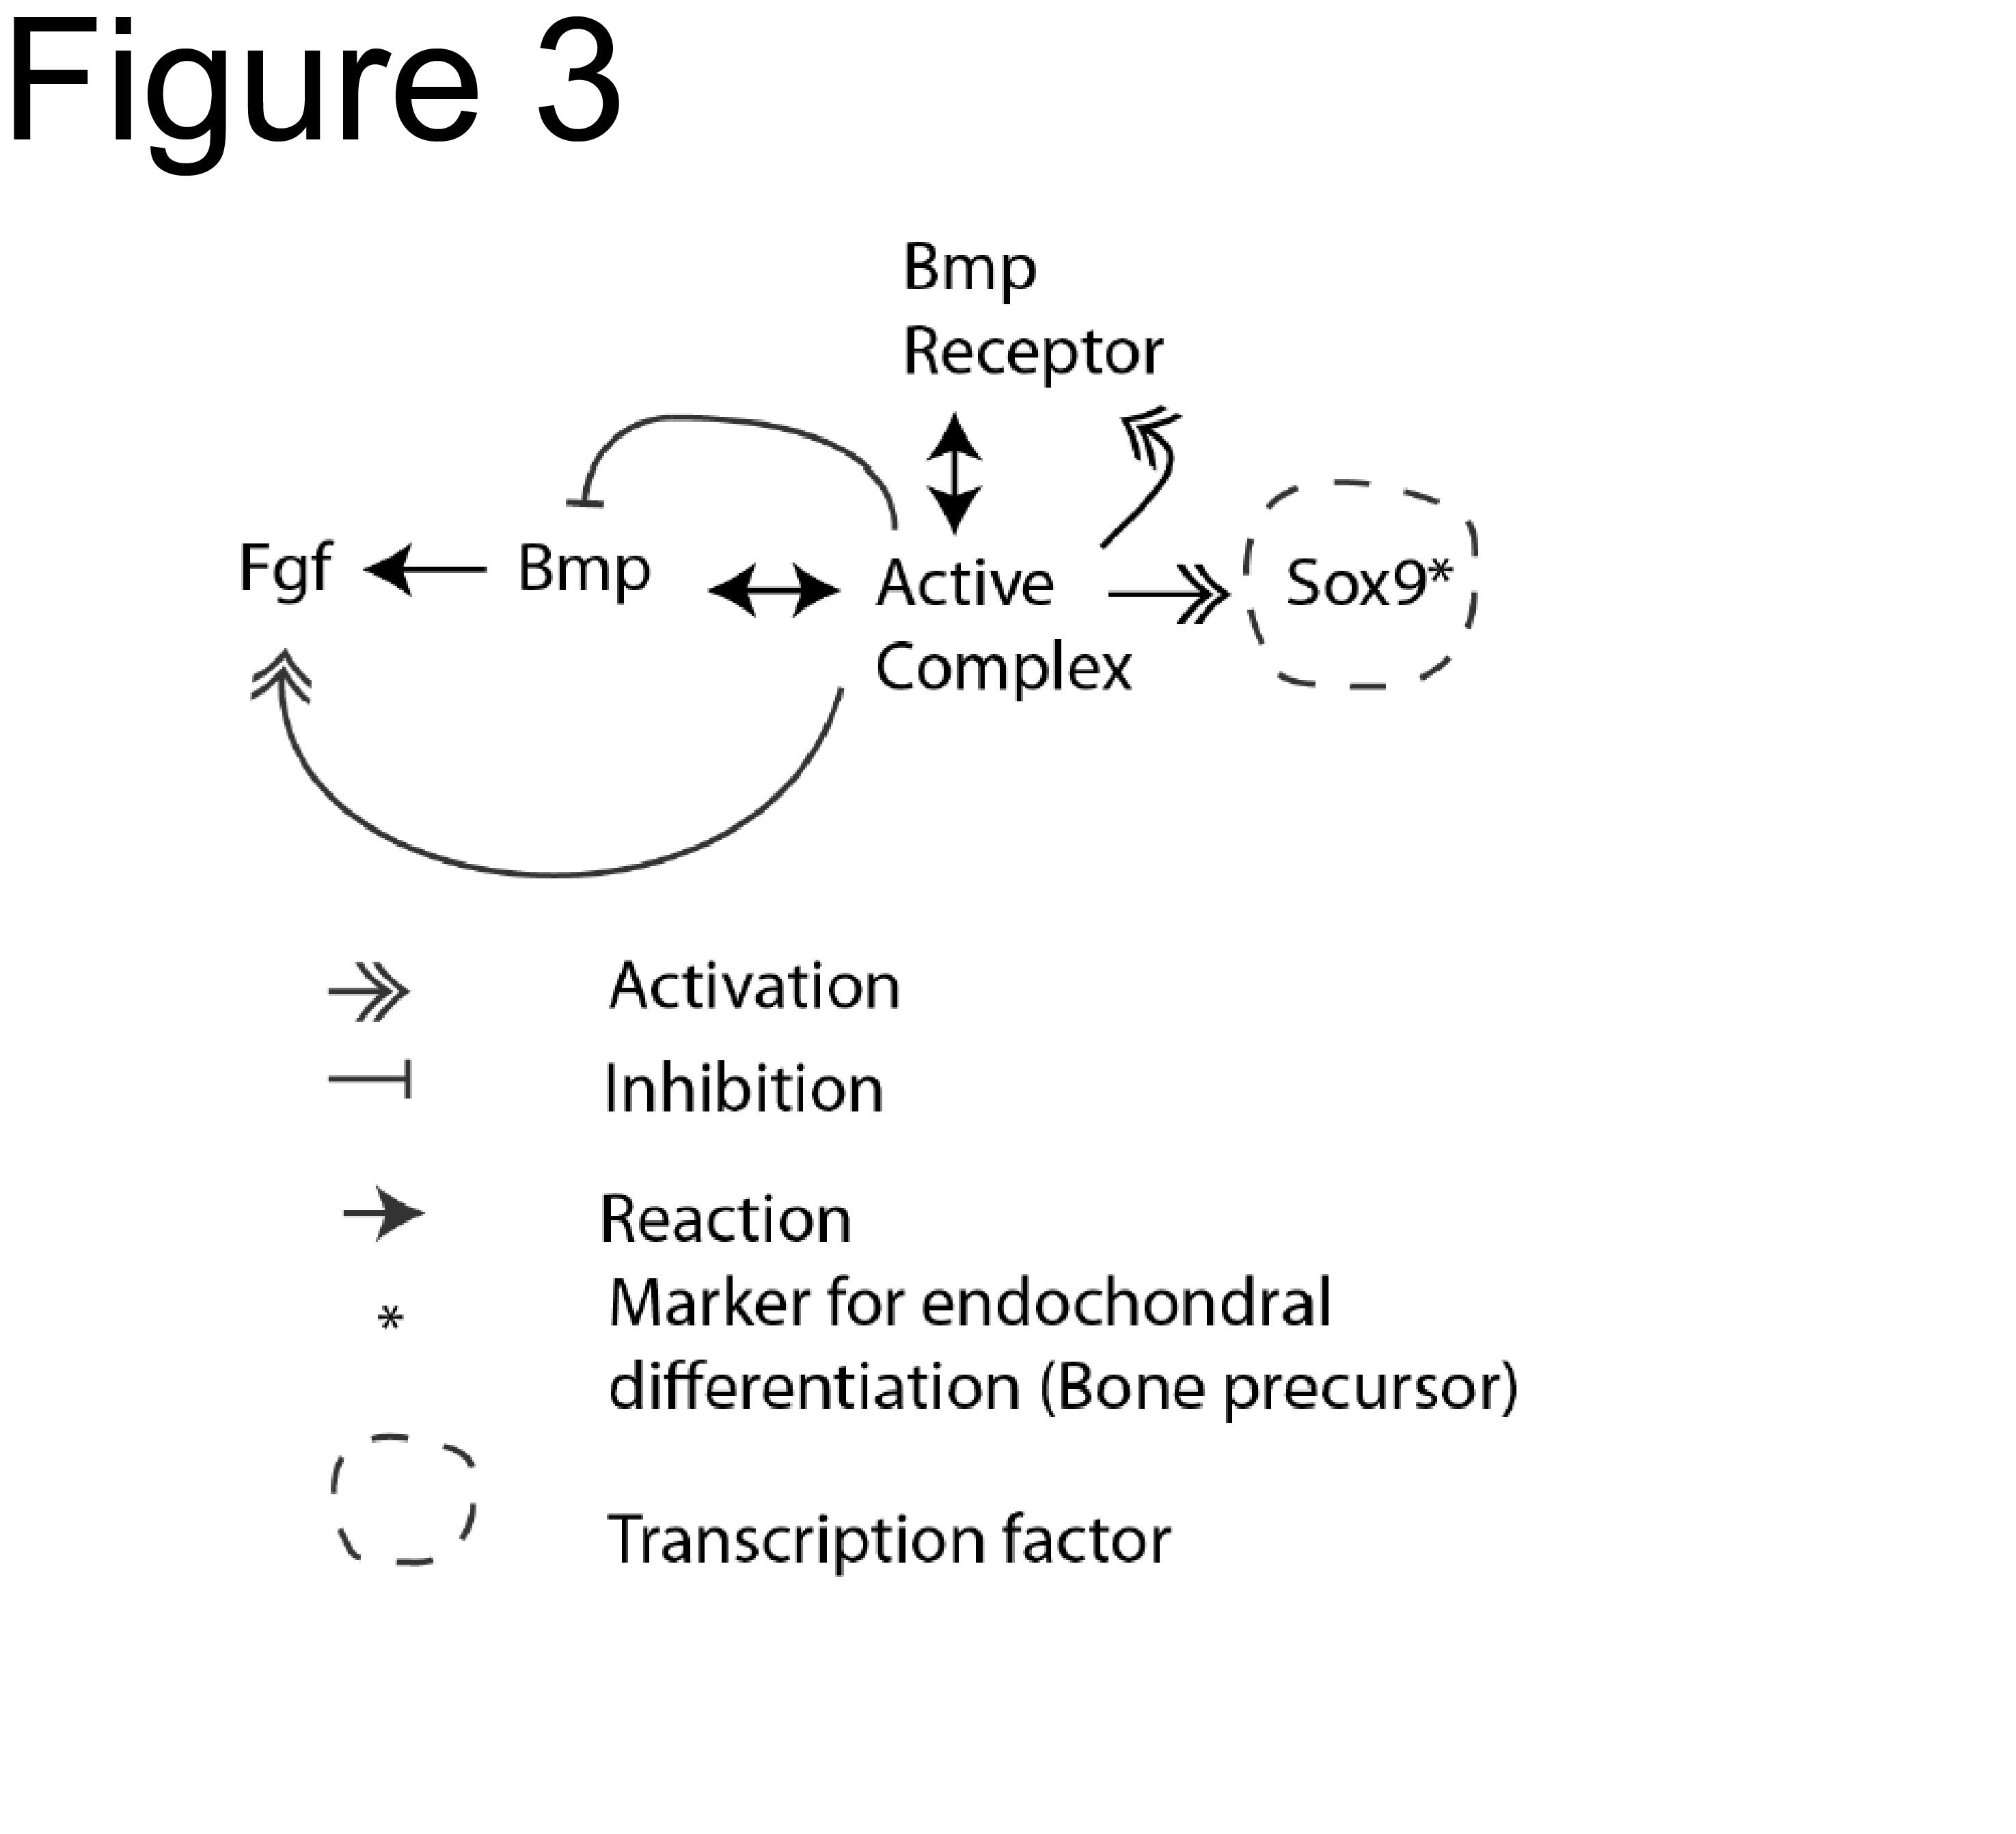 Figure 3
Bmp
Receptor
Fgf
Bmp
Active
Complex
Sox9*
Activation
Inhibition
Reaction
*
Marker for endochondral
differentiation (Bone precursor)
Transcription factor